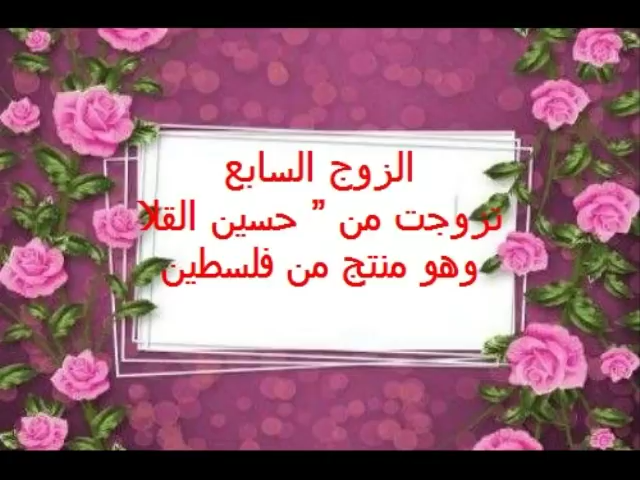 الزوج السابع
تزوجت من ” حسين القلا
وهو منتج من فلسطين